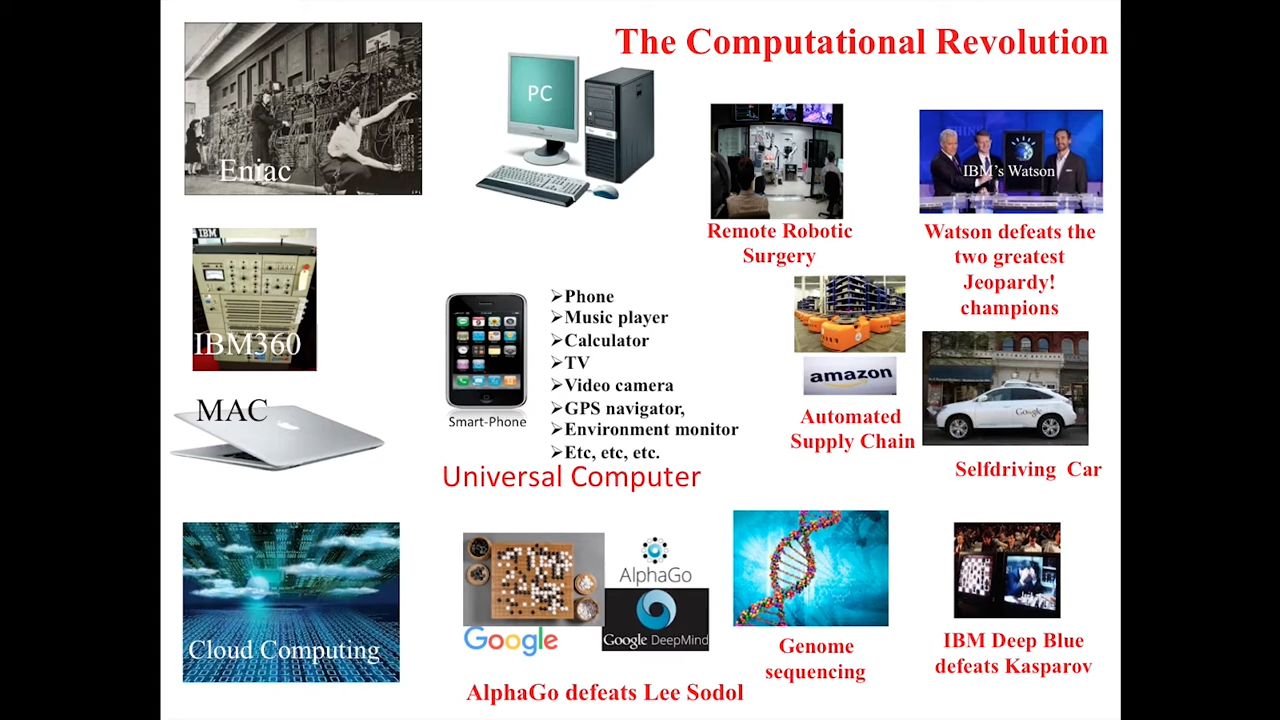 The Computational Revolution
Eniac
PC
IBM's Watson
Remote Robotic
Surgery
Watson defeats the
two greatest
Jeopardy!
champions
IBM
IBM360
MAC
Smart-Phone
➢Phone
➢Music player
➢Calculator
➢TV
➢Video camera
➢GPS navigator,
➢Environment monitor
➢Etc, etc, etc.
Universal Computer
amazon
Automated
Supply Chain
Google
Selfdriving Car
Cloud Computing
AlphaGo
Google
Google DeepMind
AlphaGo defeats Lee Sodol
Genome
sequencing
IBM Deep Blue
defeats Kasparov